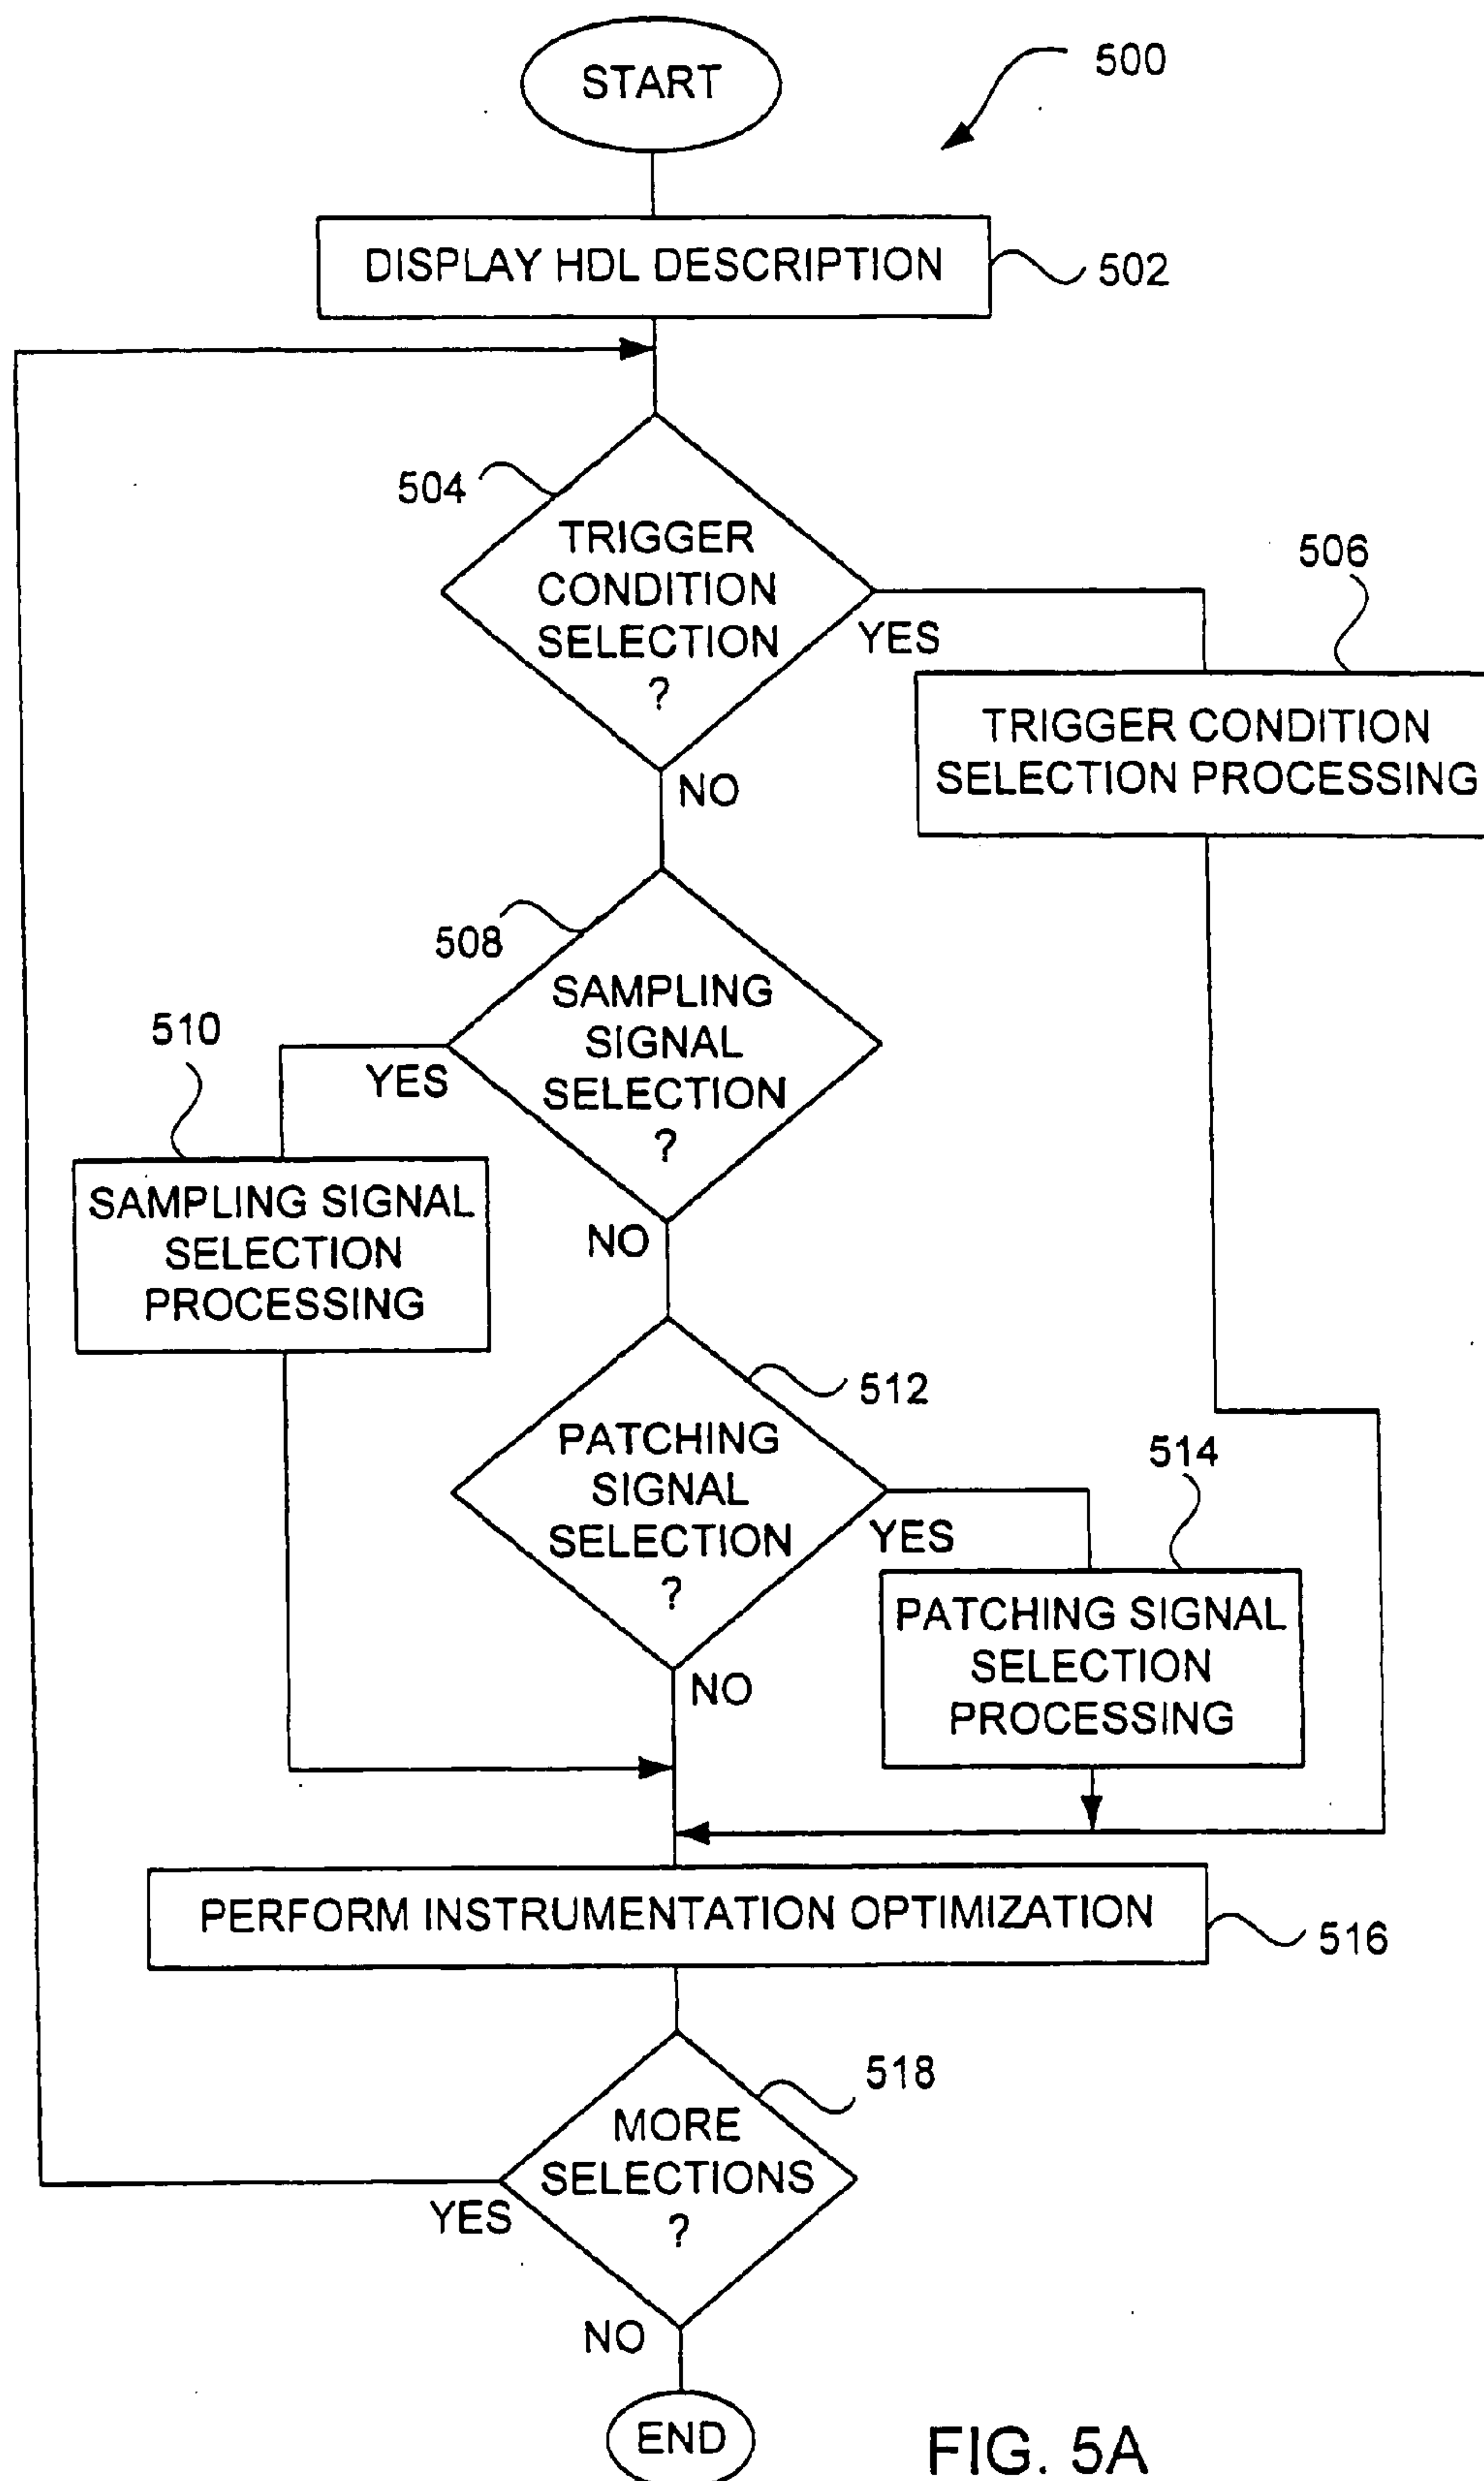 START
500
DISPLAY HDL DESCRIPTION
502
504
TRIGGER
CONDITION
SELECTION
?
YES
506
TRIGGER CONDITION
SELECTION PROCESSING
NO
508
SAMPLING
SIGNAL
SELECTION
?
YES
510
SAMPLING SIGNAL
SELECTION
PROCESSING
NO
512
PATCHING
SIGNAL
SELECTION
?
YES
514
PATCHING SIGNAL
SELECTION
PROCESSING
NO
PERFORM INSTRUMENTATION OPTIMIZATION
516
518
MORE
SELECTIONS
?
YES
NO
END
FIG. 5A